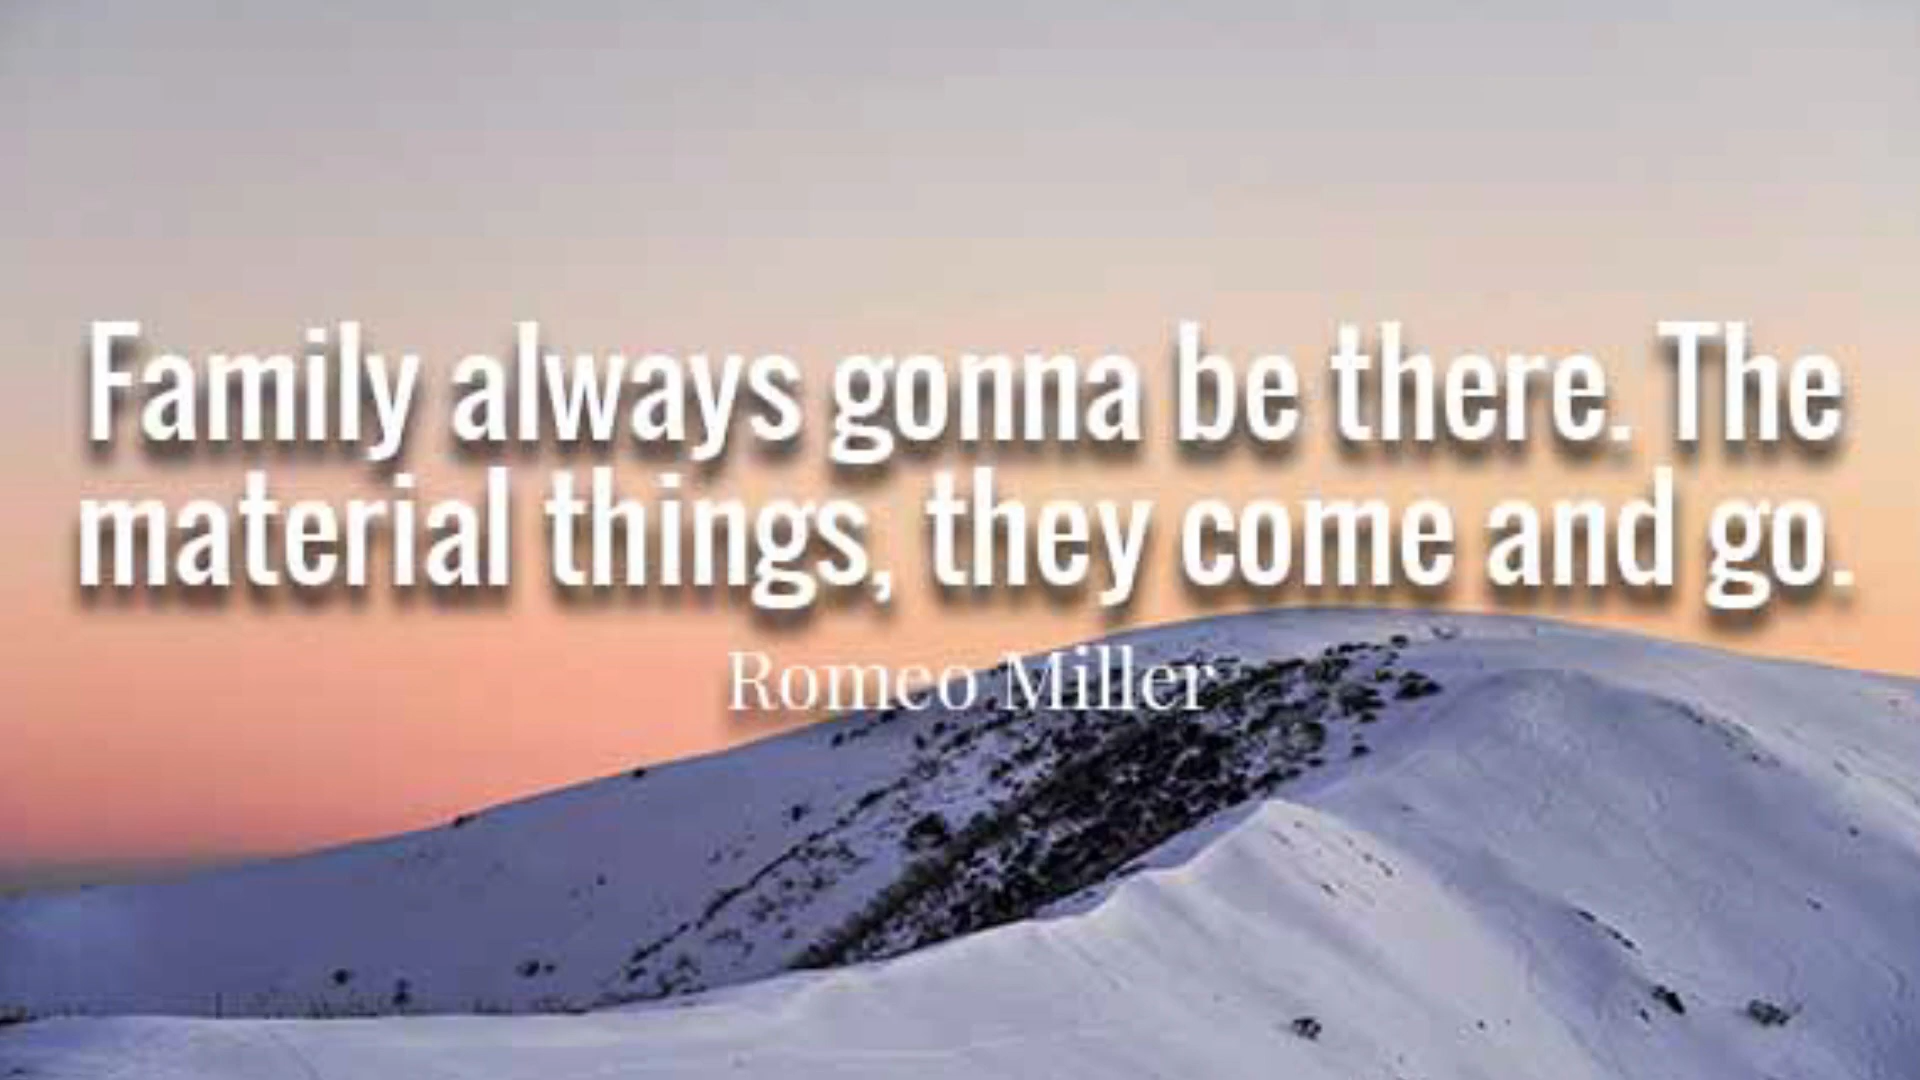 Family always gonna be there. The
material things, they come and go.
Romeo Miller